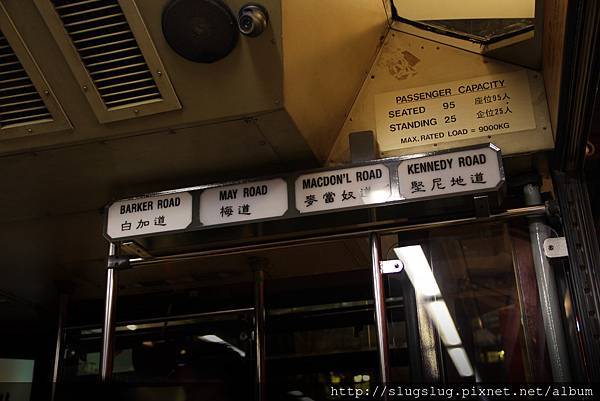 PASSENGER CAPACITY
SEATED 95 座位95人
STANDING 25 企位25人
MAX. RATED LOAD = 9000KG
BARKER ROAD
白加道
MAY ROAD
梅道
MACDON'L ROAD
麥當奴道
KENNEDY ROAD
堅尼地道
http://slugslug.pixnet.net/album